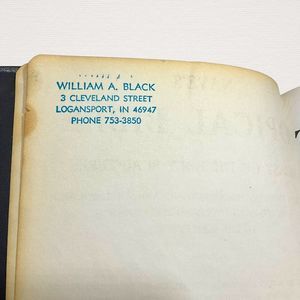 WILLIAM A. BLACK
3 CLEVELAND STREET
LOGANSPORT, IN 46947
PHONE 753-3850